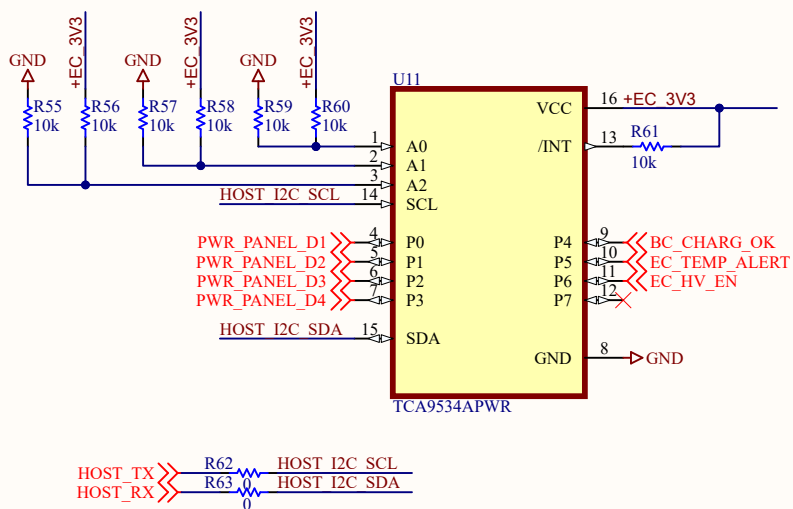 +EC_3V3 +EC_3V3 +EC_3V3
GND GND GND
R55 R56 R57 R58 R59 R60
10k 10k 10k 10k 10k 10k
U11
1 A0
2 A1
3 A2
HOST_I2C_SCL 14 SCL
PWR_PANEL_D1 4 P0
PWR_PANEL_D2 5 P1
PWR_PANEL_D3 6 P2
PWR_PANEL_D4 7 P3
HOST_I2C_SDA 15 SDA
VCC 16 +EC_3V3
/INT 13 R61
10k
P4 9 BC_CHARG_OK
P5 10 EC_TEMP_ALERT
P6 11 EC_HV_EN
P7 12
GND 8 GND
TCA9534APWR
HOST_TX R62 HOST_I2C_SCL
0
HOST_RX R63 HOST_I2C_SDA
0